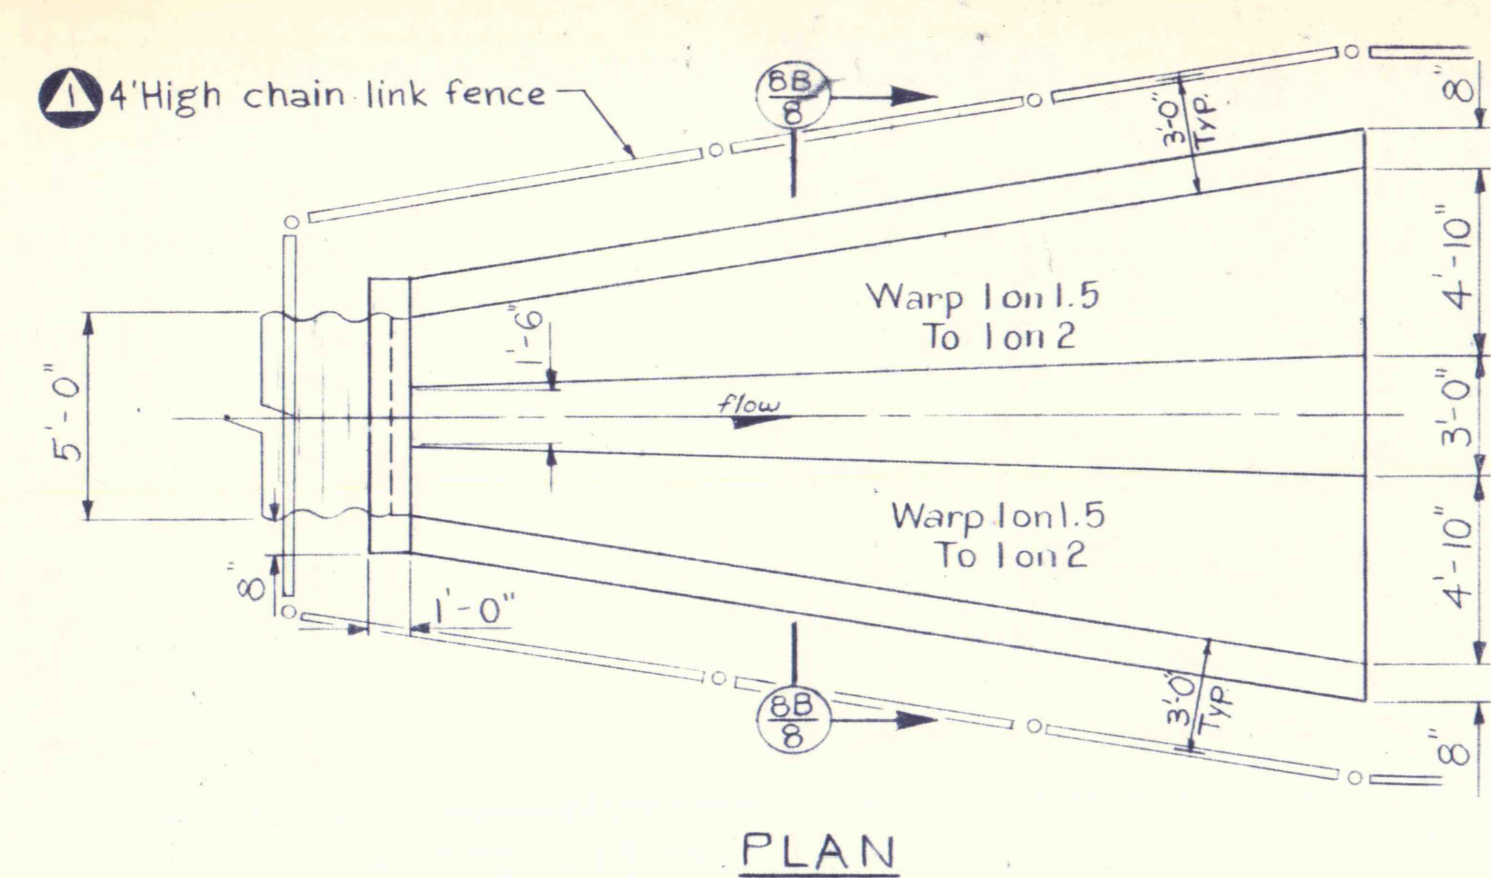 1 4'High chain link fence
8B
8
3'-0"
Typ.
8"
4'-10"
Warp 1 on 1.5
To 1 on 2
1'-6"
5'-0"
flow
3'-0"
Warp 1 on 1.5
To 1 on 2
4'-10"
8"
1'-0"
3'-0"
Typ.
8B
8
8"
PLAN